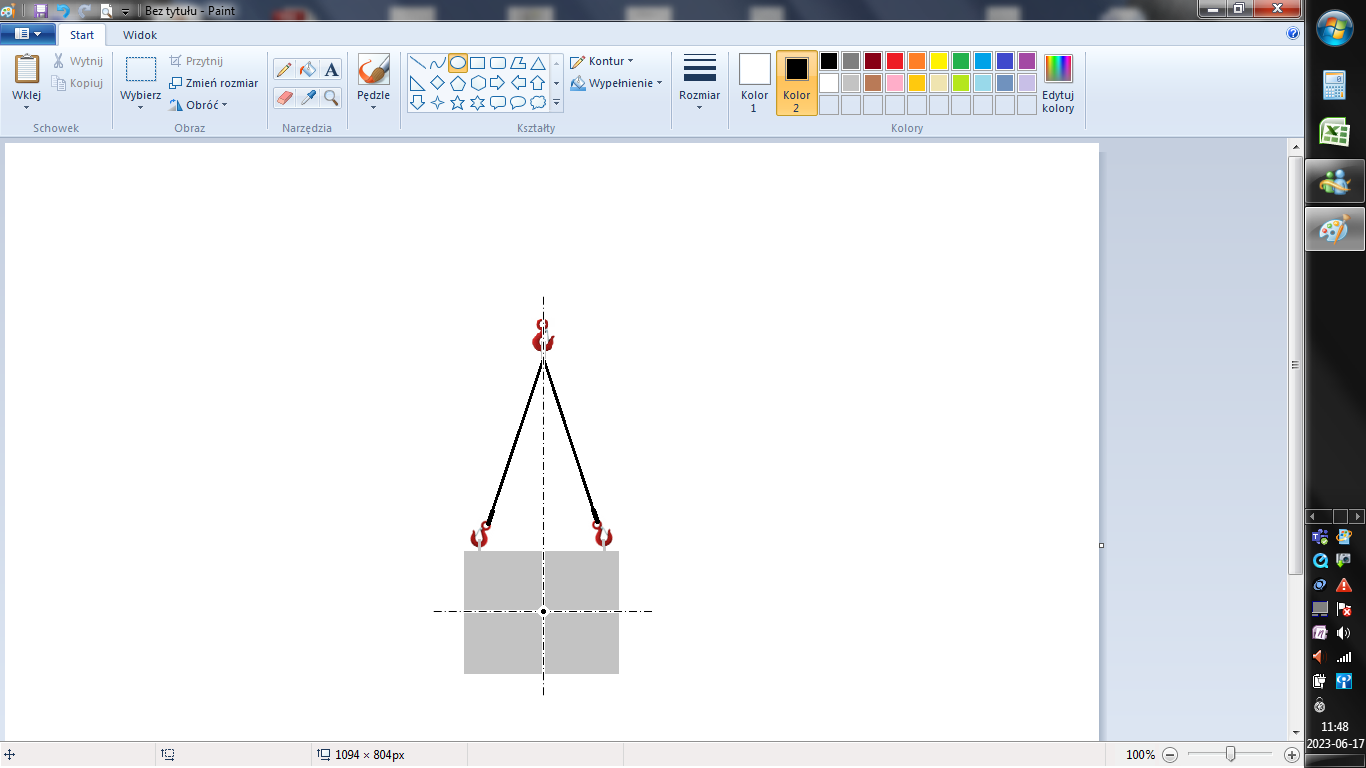 Bez tytułu - Paint
Start Widok
Wklej
Wytnij
Kopiuj
Schowek
Wybierz
Przytnij
Zmień rozmiar
Obróć
Obraz
A
Narzędzia
Pędzle
Kształty
Kontur
Wypełnienie
Rozmiar
Kolor
1
Kolor
2
Edytuj
kolory
Kolory
1094 × 804px
100%
11:48
2023-06-17